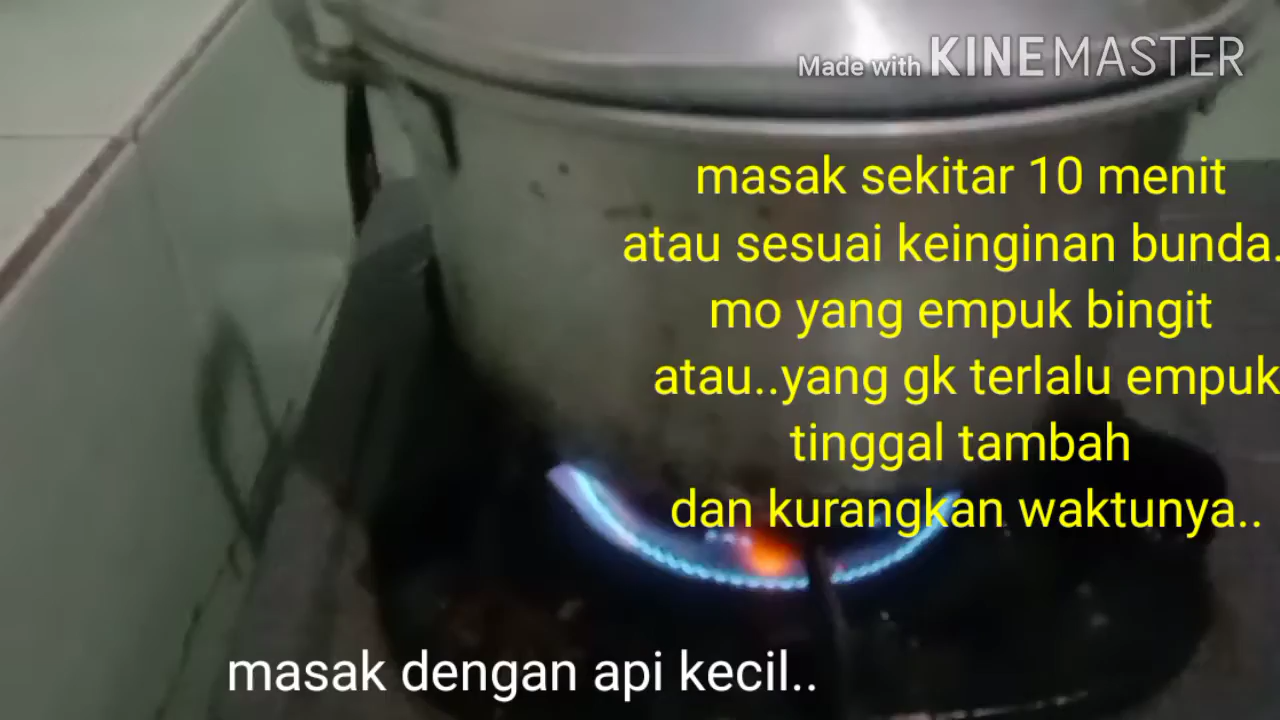 Made with KINEMASTER
masak sekitar 10 menit
atau sesuai keinginan bunda.
mo yang empuk bingit
atau..yang gk terlalu empuk
tinggal tambah
dan kurangkan waktunya..
masak dengan api kecil..